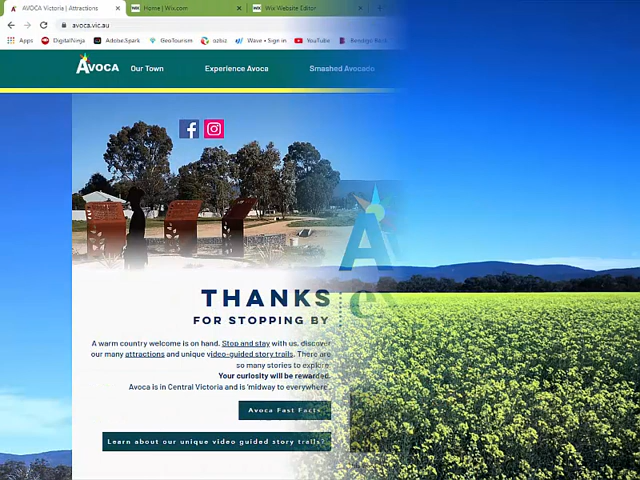 AVOCA Victoria | Attractions
Home | Wix.com
Wix Website Editor
avoca.vic.au
Apps
DigitalNinja
AdobeSpark
GeoTourism
ozbiz
Wave • Sign in
YouTube
AVOCA
Our Town
Experience Avoca
Smashed Avocado
THANKS
FOR STOPPING BY
A warm country welcome is on hand. Stop and stay with us, discover
our many attractions and unique video-guided story trails. There are
so many stories to explore.
Your curiosity will be rewarded.
Avoca is in Central Victoria and is 'midway to everywhere'.
Avoca Fast Facts
Learn about our unique video guided story trails?